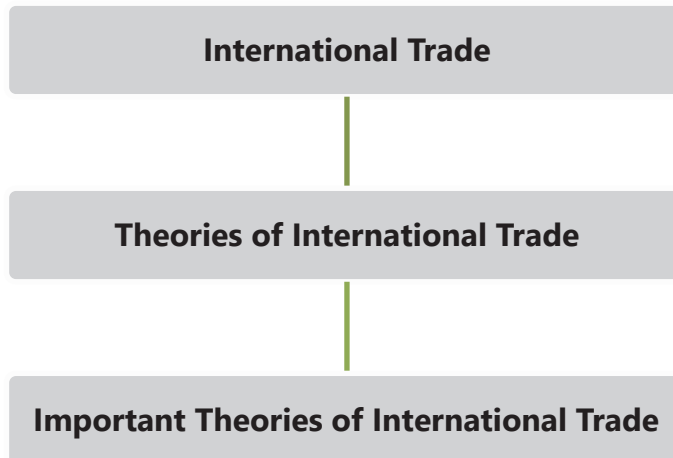 International Trade
Theories of International Trade
Important Theories of International Trade